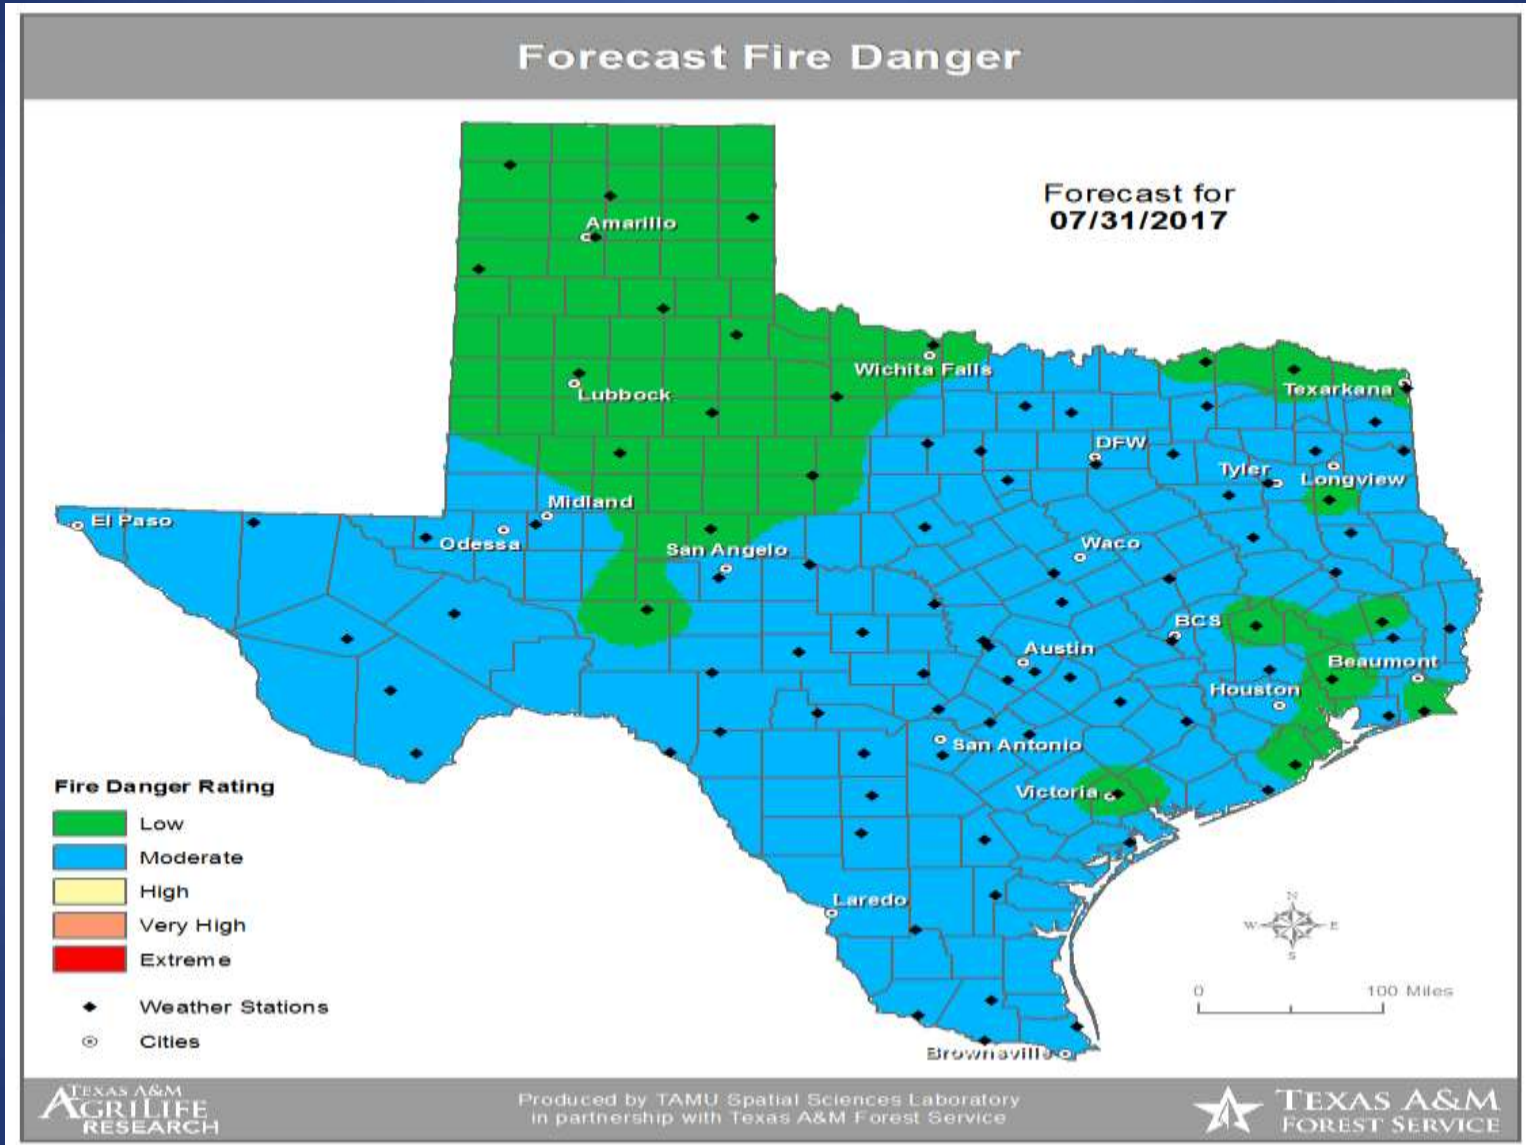 Forecast Fire Danger
Forecast for
07/31/2017
Amarillo
Wichita Falls
Lubbock
Texarkana
DFW
Tyler
Longview
Midland
El Paso
Odessa
San Angelo
Waco
BCS
Austin
Beaumont
Houston
San Antonio
Victoria
Laredo
Brownsville
Fire Danger Rating
Low
Moderate
High
Very High
Extreme
Weather Stations
Cities
N
W E
S
0 100 Miles
TEXAS A&M
AGRILIFE
RESEARCH
Produced by TAMU Spatial Sciences Laboratory
in partnership with Texas A&M Forest Service
TEXAS A&M
FOREST SERVICE